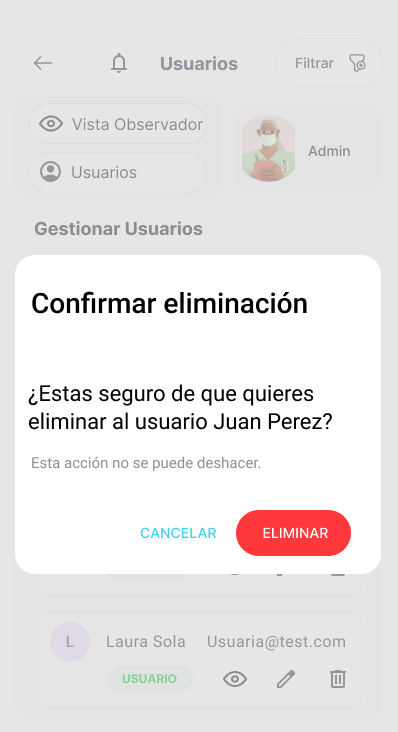 Usuarios
Filtrar
Vista Observador
Admin
Usuarios
Gestionar Usuarios
Confirmar eliminación
¿Estas seguro de que quieres
eliminar al usuario Juan Perez?
Esta acción no se puede deshacer.
CANCELAR
ELIMINAR
L
Laura Sola
Usuaria@test.com
USUARIO